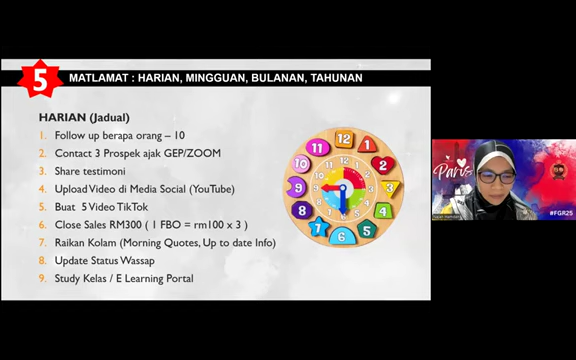 5
MATLAMAT : HARIAN, MINGGUAN, BULANAN, TAHUNAN
HARIAN (Jadual)
1. Follow up berapa orang – 10
2. Contact 3 Prospek ajak GEP/ZOOM
3. Share testimoni
4. Upload Video di Media Social (YouTube)
5. Buat 5 Video TikTok
6. Close Sales RM300 ( 1 FBO = rm100 x 3 )
7. Raikan Kolam (Morning Quotes, Up to date Info)
8. Update Status Wassap
9. Study Kelas / E Learning Portal
12
1
2
3
4
5
6
7
8
9
10
11
Paris
#FGR25